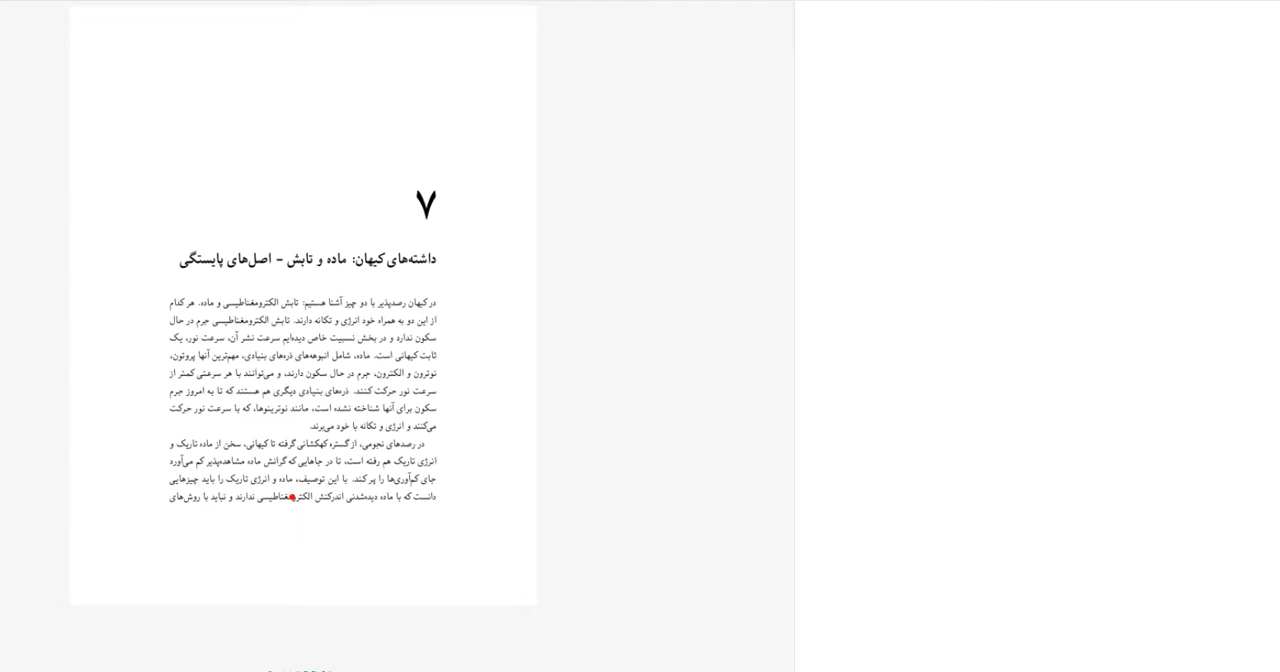 ۷
داشته‌های کیهان: ماده و تابش – اصل‌های پایستگی
در کیهان رصدپذیر با دو چیز آشنا هستیم: تابش الکترومغناطیسی و ماده. هر کدام
از این دو به همراه خود انرژی و تکانه دارند. تابش الکترومغناطیسی جرم در حال
سکون ندارد و در بخش نسبیت خاص دیده‌ایم سرعت نشر آن، سرعت نور، یک
ثابت کیهانی است. ماده، شامل انبوهه‌های ذره‌های بنیادی، مهم‌ترین آنها پروتون،
نوترون و الکترون، جرم در حال سکون دارند، و می‌توانند با هر سرعتی کمتر از
سرعت نور حرکت کنند. ذره‌های بنیادی دیگری هم هستند که تا به امروز جرم
سکون برای آنها شناخته نشده است، مانند نوترینوها، که با سرعت نور حرکت
می‌کنند و انرژی و تکانه با خود می‌برند.
در رصدهای نجومی، از گستره کهکشانی گرفته تا کیهانی، سخن از ماده تاریک و
انرژی تاریک هم رفته است، تا در جاهایی که گرانش ماده مشاهده‌پذیر کم می‌آورد
جای کم‌آوری‌ها را پر کند. با این توصیف، ماده و انرژی تاریک را باید چیزهایی
دانست که با ماده دیده‌شدنی اندرکنش الکترومغناطیسی ندارند و نباید با روش‌های